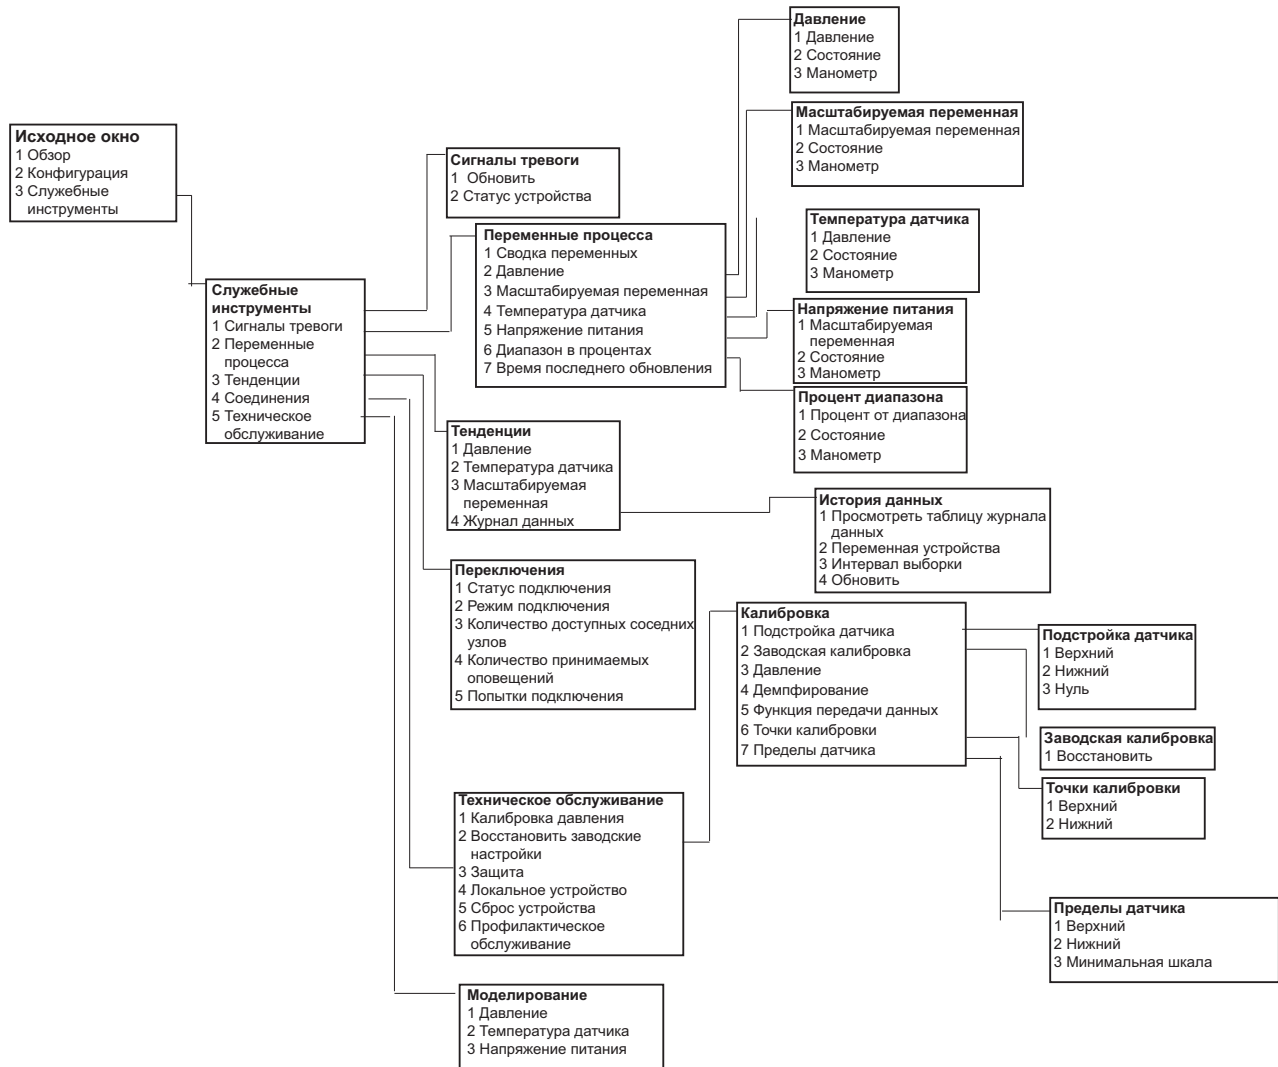 Исходное окно
1 Обзор
2 Конфигурация
3 Служебные
инструменты
Служебные
инструменты
1 Сигналы тревоги
2 Переменные
процесса
3 Тенденции
4 Соединения
5 Техническое
обслуживание
Сигналы тревоги
1 Обновить
2 Статус устройства
Переменные процесса
1 Сводка переменных
2 Давление
3 Масштабируемая переменная
4 Температура датчика
5 Напряжение питания
6 Диапазон в процентах
7 Время последнего обновления
Тенденции
1 Давление
2 Температура датчика
3 Масштабируемая
переменная
4 Журнал данных
Переключения
1 Статус подключения
2 Режим подключения
3 Количество доступных соседних
узлов
4 Количество принимаемых
оповещений
5 Попытки подключения
Техническое обслуживание
1 Калибровка давления
2 Восстановить заводские
настройки
3 Защита
4 Локальное устройство
5 Сброс устройства
6 Профилактическое
обслуживание
Моделирование
1 Давление
2 Температура датчика
3 Напряжение питания
Давление
1 Давление
2 Состояние
3 Манометр
Масштабируемая переменная
1 Масштабируемая переменная
2 Состояние
3 Манометр
Температура датчика
1 Давление
2 Состояние
3 Манометр
Напряжение питания
1 Масштабируемая
переменная
2 Состояние
3 Манометр
Процент диапазона
1 Процент от диапазона
2 Состояние
3 Манометр
История данных
1 Просмотреть таблицу журнала
данных
2 Переменная устройства
3 Интервал выборки
4 Обновить
Калибровка
1 Подстройка датчика
2 Заводская калибровка
3 Давление
4 Демпфирование
5 Функция передачи данных
6 Точки калибровки
7 Пределы датчика
Подстройка датчика
1 Верхний
2 Нижний
3 Нуль
Заводская калибровка
1 Восстановить
Точки калибровки
1 Верхний
2 Нижний
Пределы датчика
1 Верхний
2 Нижний
3 Минимальная шкала